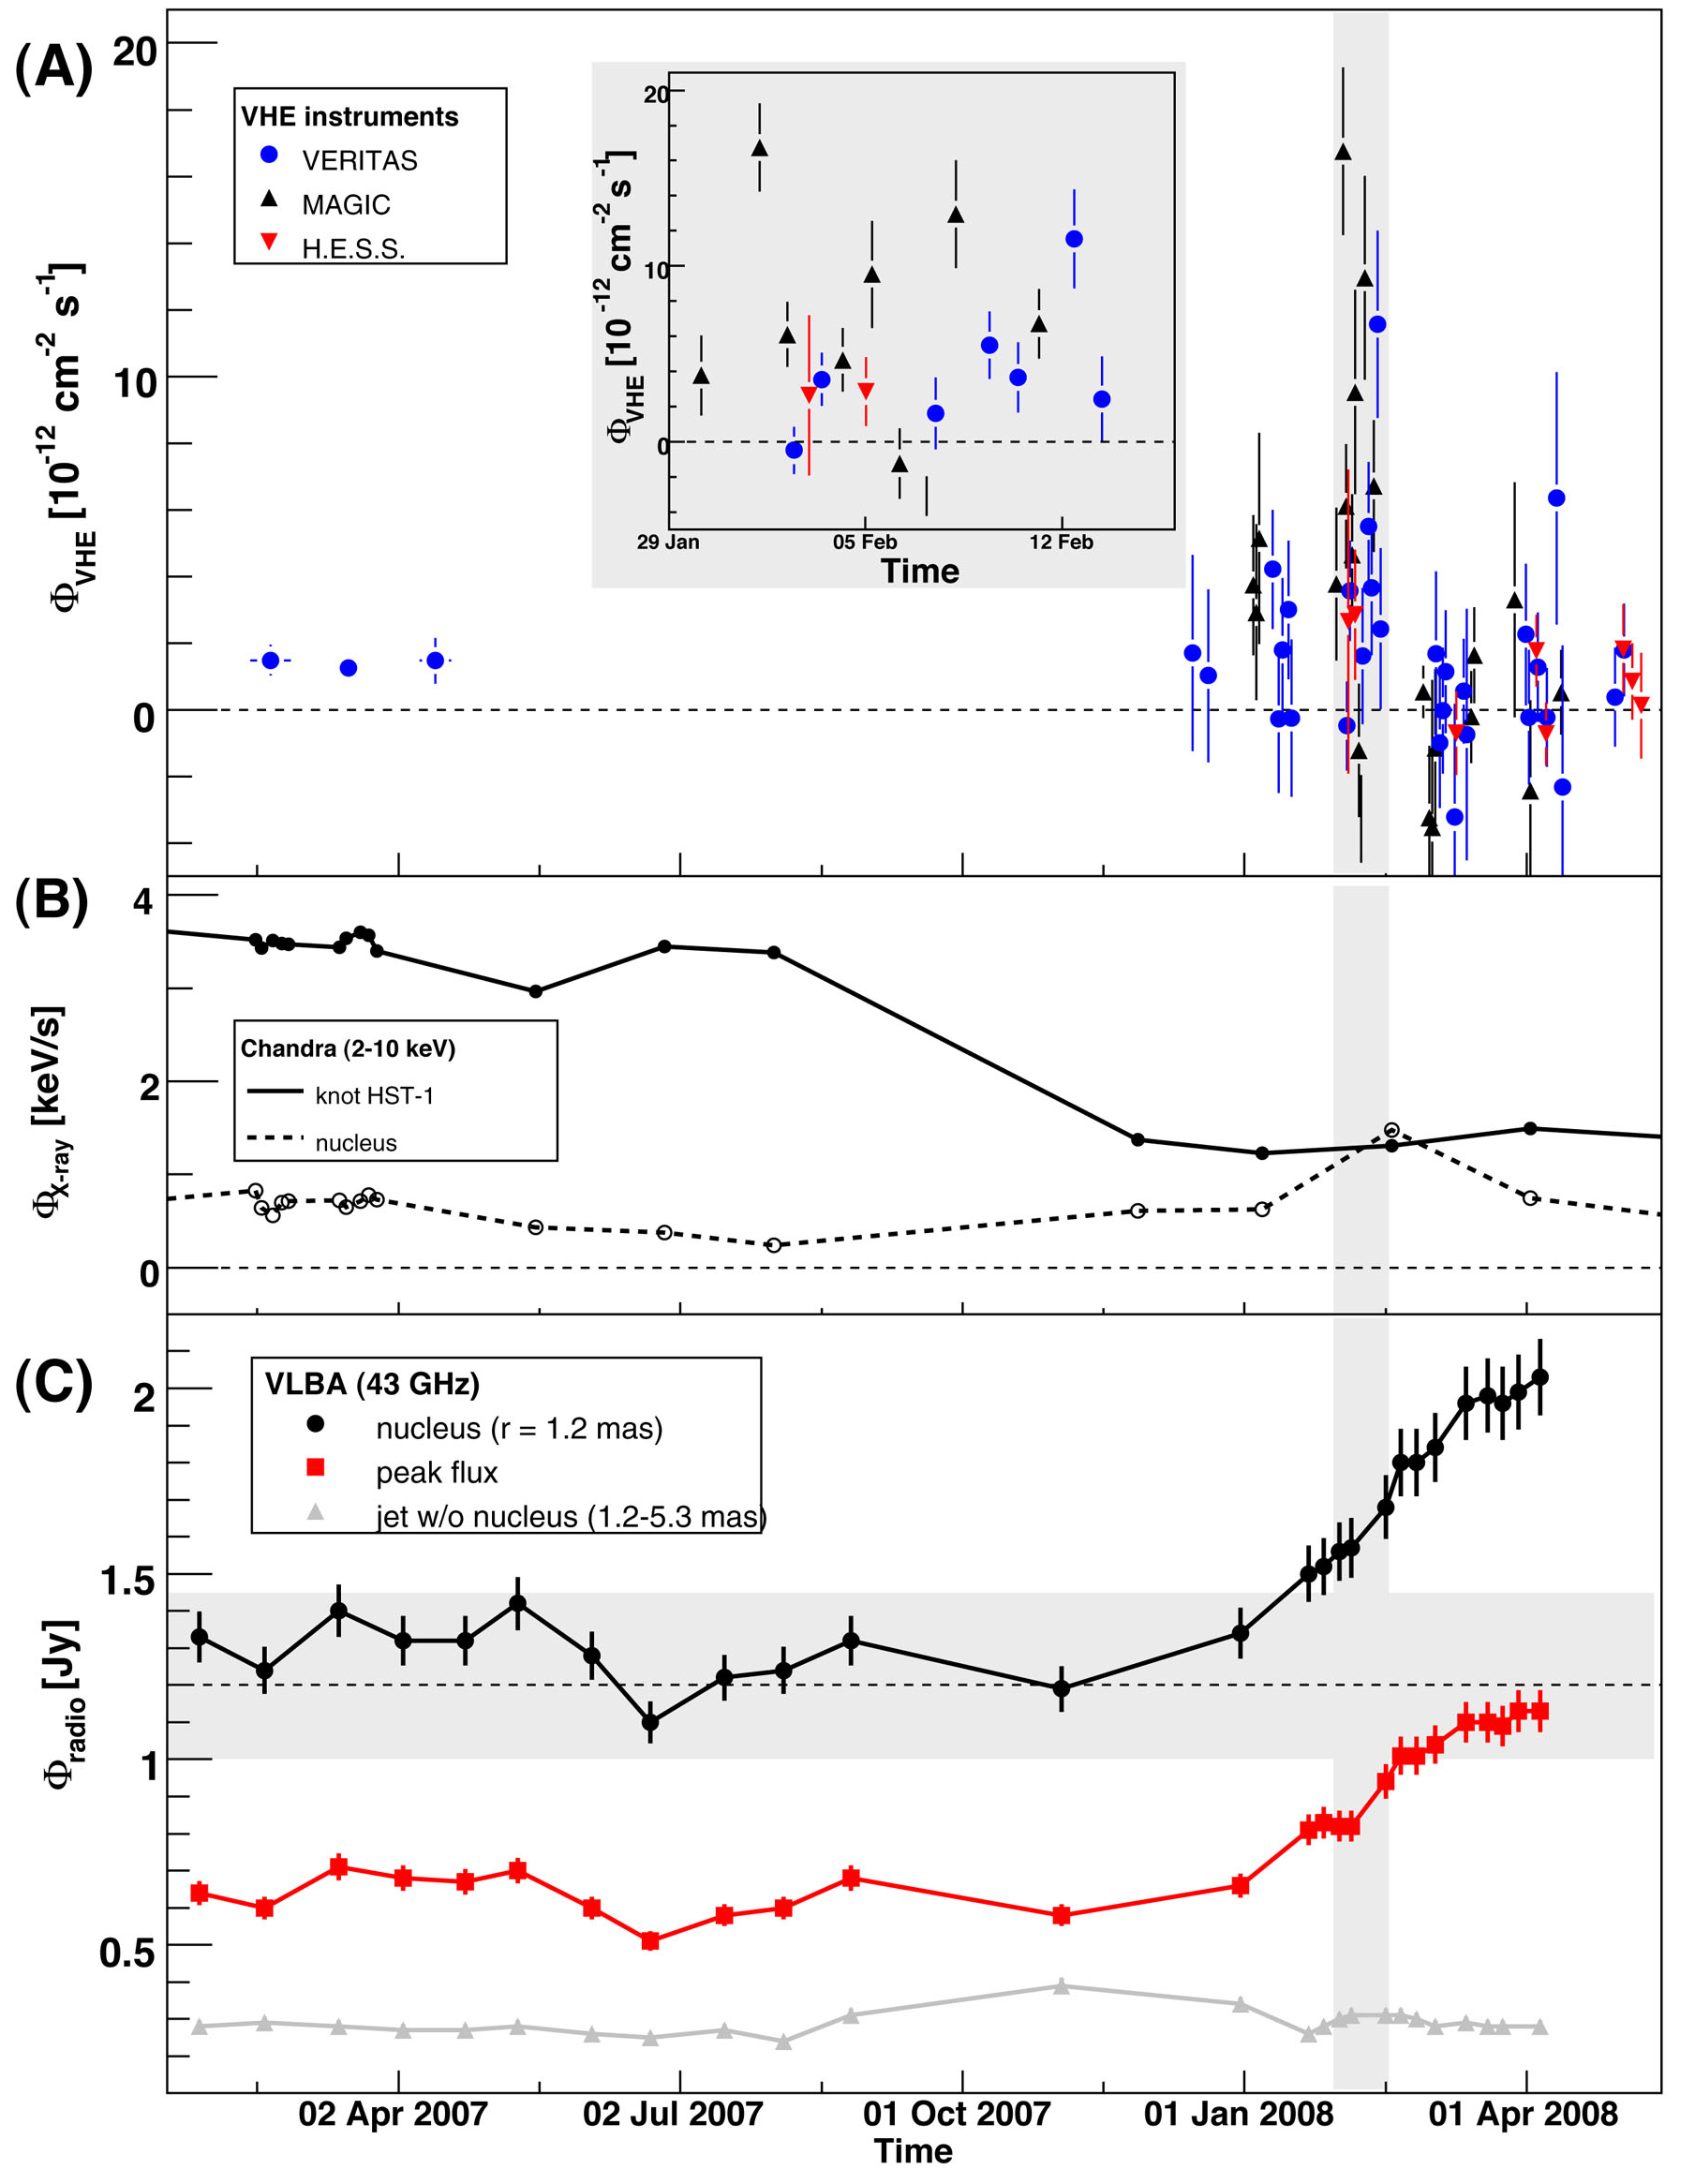 (A)
20
10
0
Φ_VHE [10^-12 cm^-2 s^-1]
VHE instruments
VERITAS
MAGIC
H.E.S.S.
20
10
0
Φ_VHE [10^-12 cm^-2 s^-1]
29 Jan 05 Feb 12 Feb
Time
(B)
4
2
0
Φ_X-ray [keV/s]
Chandra (2-10 keV)
knot HST-1
nucleus
(C)
2
1.5
1
0.5
Φ_radio [Jy]
VLBA (43 GHz)
nucleus (r = 1.2 mas)
peak flux
jet w/o nucleus (1.2-5.3 mas)
02 Apr 2007 02 Jul 2007 01 Oct 2007 01 Jan 2008 01 Apr 2008
Time